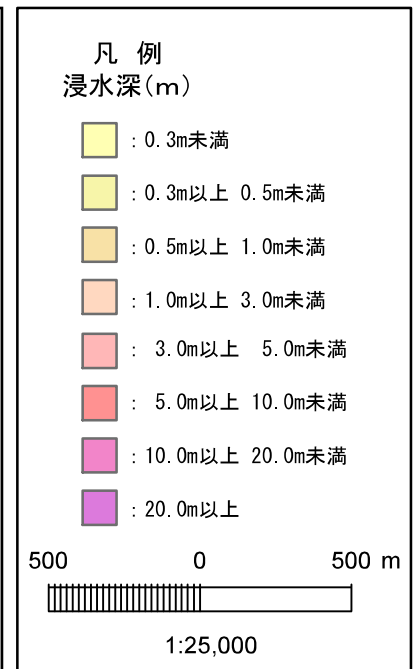 凡 例
浸水深(m)
: 0.3m未満
: 0.3m以上 0.5m未満
: 0.5m以上 1.0m未満
: 1.0m以上 3.0m未満
: 3.0m以上 5.0m未満
: 5.0m以上 10.0m未満
: 10.0m以上 20.0m未満
: 20.0m以上
500 0 500 m
1:25,000